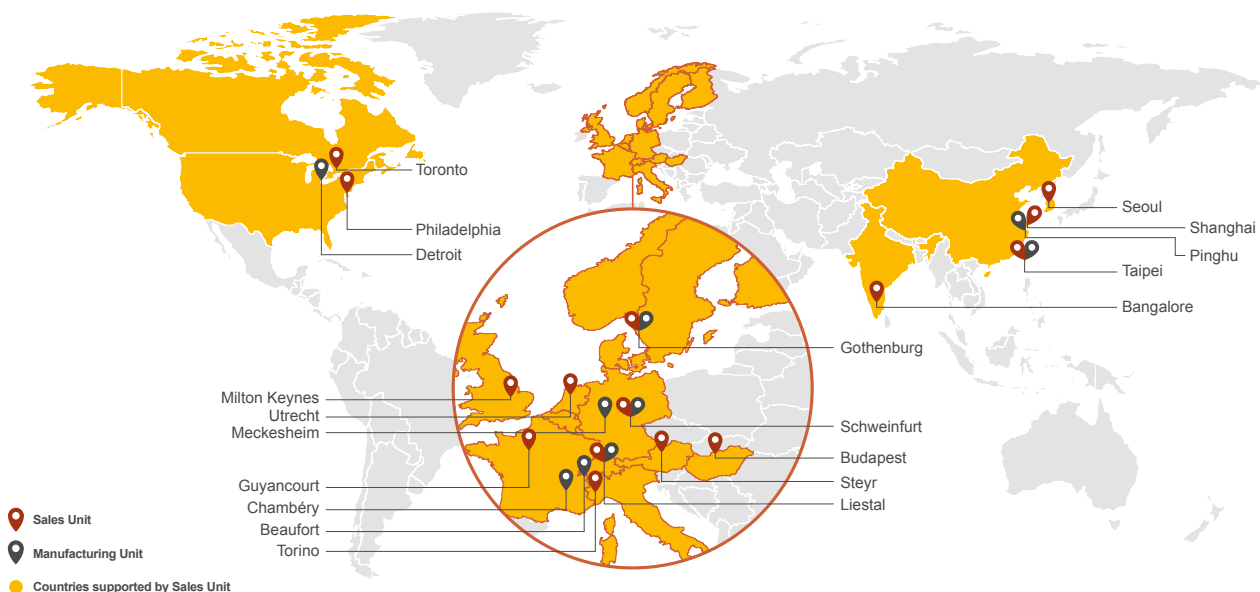 Toronto
Philadelphia
Detroit
Seoul
Shanghai
Pinghu
Taipei
Bangalore
Gothenburg
Milton Keynes
Utrecht
Meckesheim
Schweinfurt
Budapest
Steyr
Liestal
Guyancourt
Chambéry
Beaufort
Torino
Sales Unit
Manufacturing Unit
Countries supported by Sales Unit